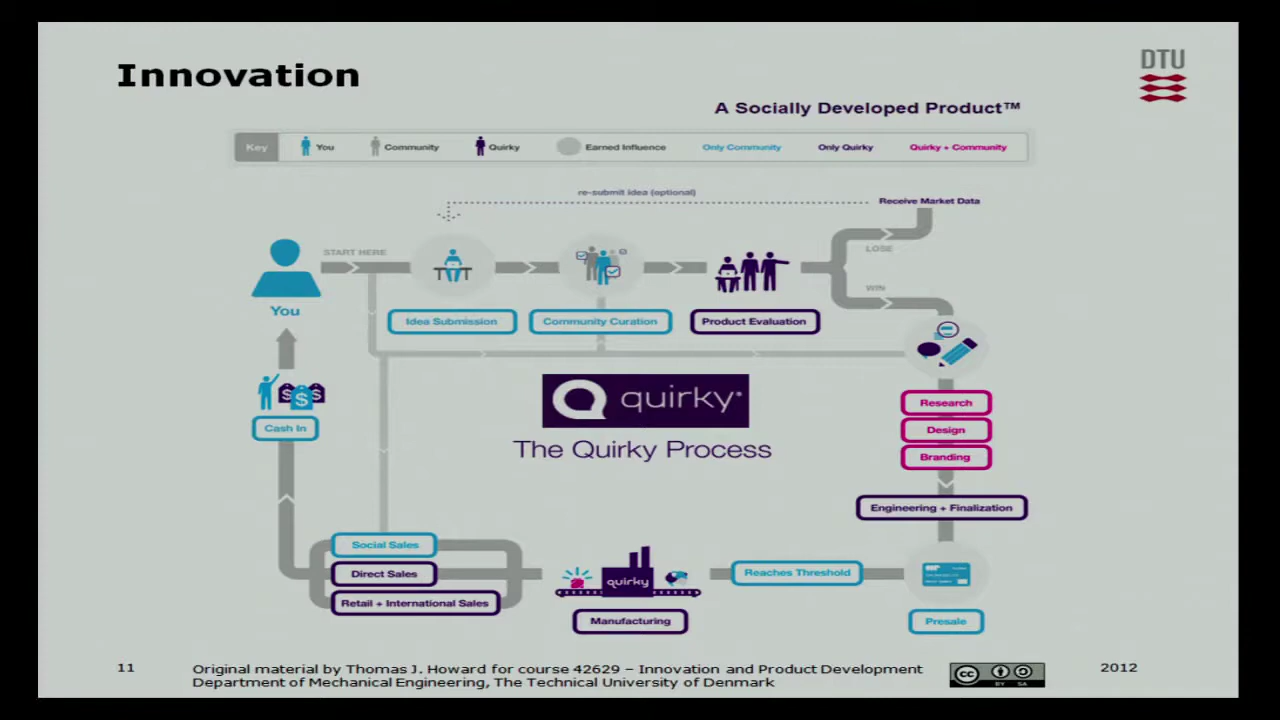 Innovation
DTU
A Socially Developed Product™
Key
You
Community
Quirky
Earned Influence
Only Community
Only Quirky
Quirky + Community
re-submit idea (optional)
Receive Market Data
START HERE
LOSE
WIN
You
Idea Submission
Community Curation
Product Evaluation
quirky
The Quirky Process
Research
Design
Branding
Engineering + Finalization
Cash In
Social Sales
Direct Sales
Retail + International Sales
quirky
Manufacturing
Reaches Threshold
Presale
11
Original material by Thomas J. Howard for course 42629 – Innovation and Product Development
Department of Mechanical Engineering, The Technical University of Denmark
cc BY SA
2012